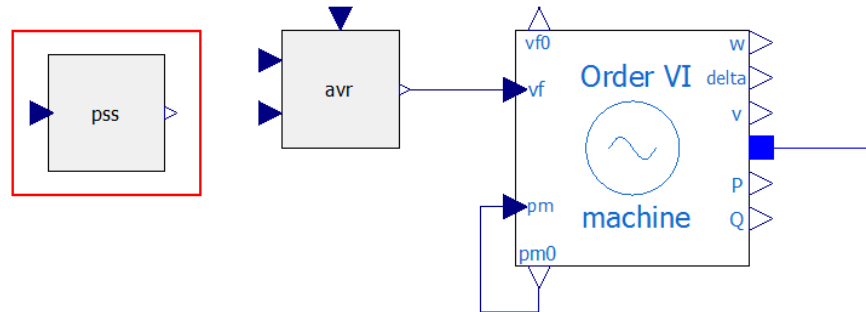 pss
avr
vf0
vf
Order VI
machine
pm
pm0
w
delta
v
P
Q